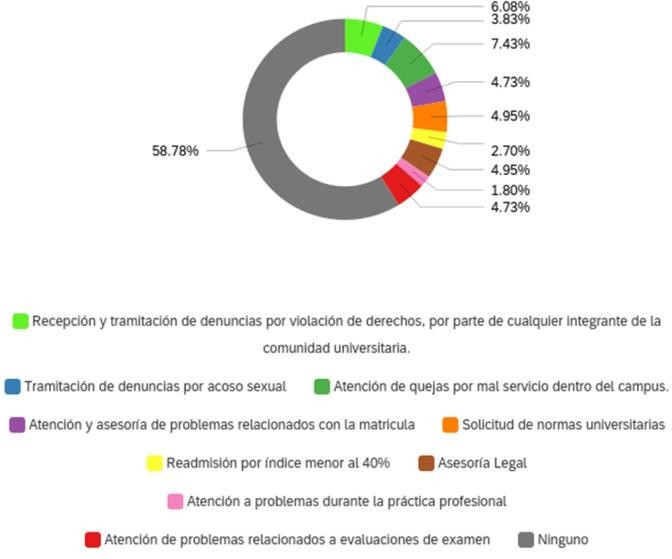 6.08%
3.83%
7.43%
4.73%
4.95%
2.70%
58.78%
4.95%
1.80%
4.73%
Recepción y tramitación de denuncias por violación de derechos, por parte de cualquier integrante de la
comunidad universitaria.
Tramitación de denuncias por acoso sexual Atención de quejas por mal servicio dentro del campus.
Atención y asesoría de problemas relacionados con la matricula Solicitud de normas universitarias
Readmisión por índice menor al 40% Asesoría Legal
Atención a problemas durante la práctica profesional
Atención de problemas relacionados a evaluaciones de examen Ninguno